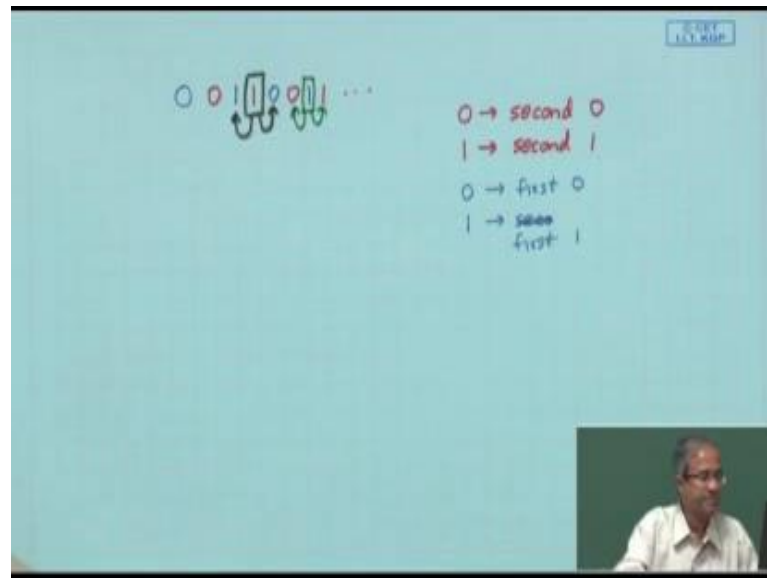 0 0 1 1 0 0 1 1 ...
0 → second 0
1 → second 1
0 → first 0
1 →
first 1